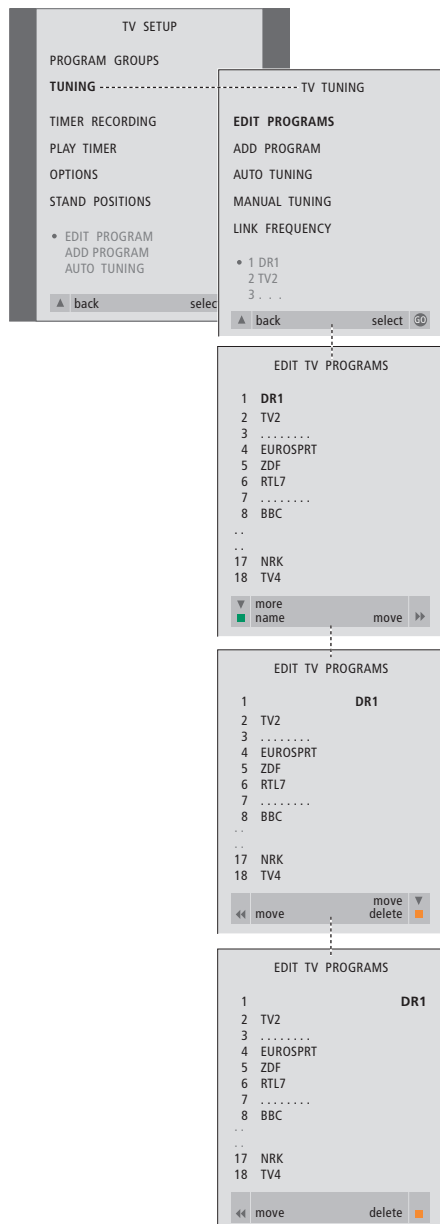 TV SETUP
PROGRAM GROUPS
TUNING
TIMER RECORDING
PLAY TIMER
OPTIONS
STAND POSITIONS
• EDIT PROGRAM
ADD PROGRAM
AUTO TUNING
▲ back selec
TV TUNING
EDIT PROGRAMS
ADD PROGRAM
AUTO TUNING
MANUAL TUNING
LINK FREQUENCY
• 1 DR1
2 TV2
3 . . .
▲ back select GO
EDIT TV PROGRAMS
1 DR1
2 TV2
3 . . . . . . . .
4 EUROSPRT
5 ZDF
6 RTL7
7 . . . . . . . .
8 BBC
. .
. .
17 NRK
18 TV4
▼ more
name move
EDIT TV PROGRAMS
1 DR1
2 TV2
3 . . . . . . . .
4 EUROSPRT
5 ZDF
6 RTL7
7 . . . . . . . .
8 BBC
. .
. .
17 NRK
18 TV4
move ▼
move delete
EDIT TV PROGRAMS
1 DR1
2 TV2
3 . . . . . . . .
4 EUROSPRT
5 ZDF
6 RTL7
7 . . . . . . . .
8 BBC
. .
. .
17 NRK
18 TV4
move delete